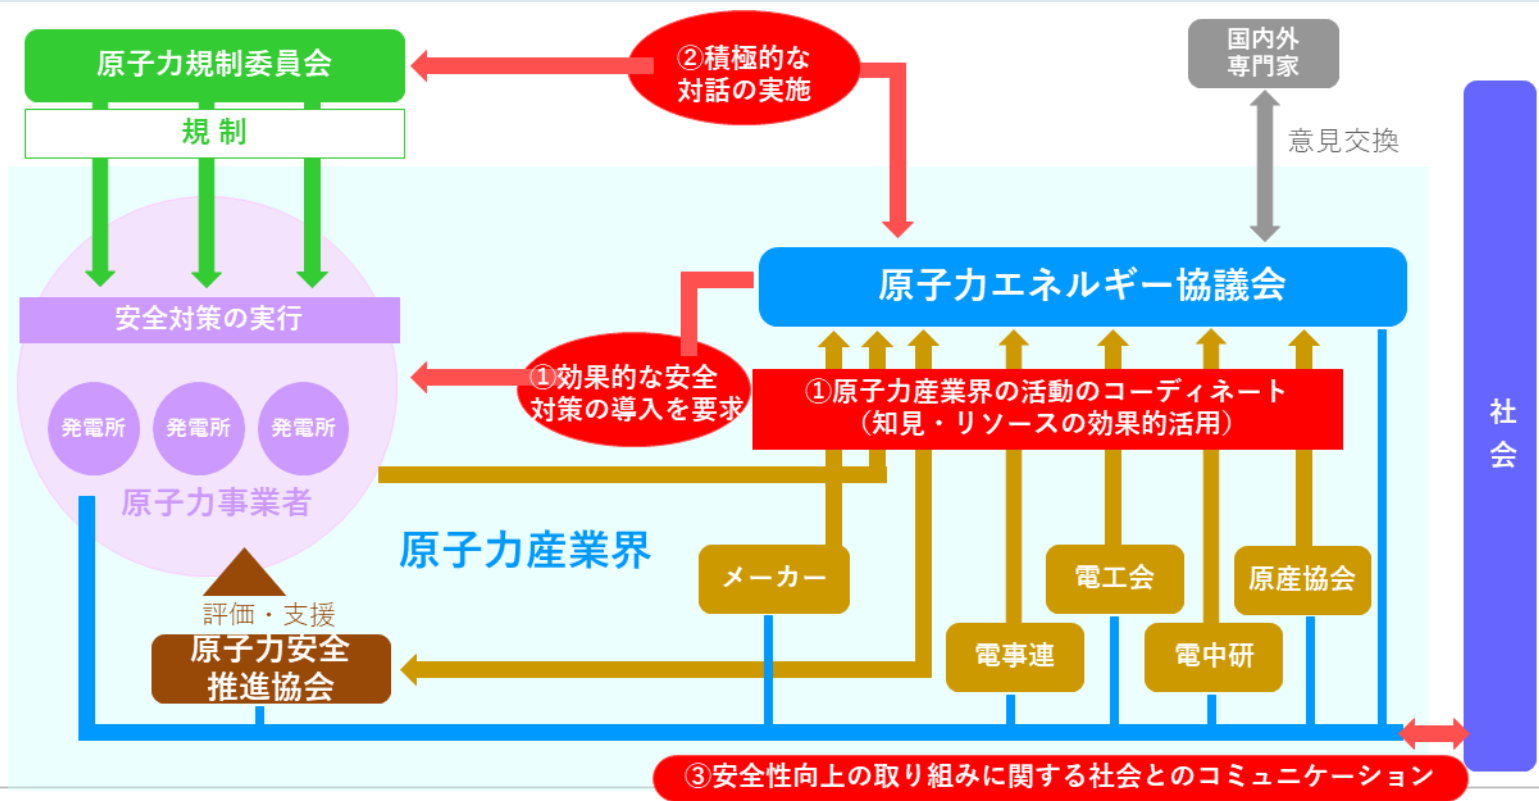 原子力規制委員会
規 制
②積極的な
対話の実施
国内外
専門家
意見交換
安全対策の実行
発電所
発電所
発電所
原子力事業者
原子力エネルギー協議会
①効果的な安全
対策の導入を要求
①原子力産業界の活動のコーディネート
（知見・リソースの効果的活用）
社
会
原子力産業界
評価・支援
原子力安全
推進協会
メーカー
電事連
電工会
電中研
原産協会
③安全性向上の取り組みに関する社会とのコミュニケーション